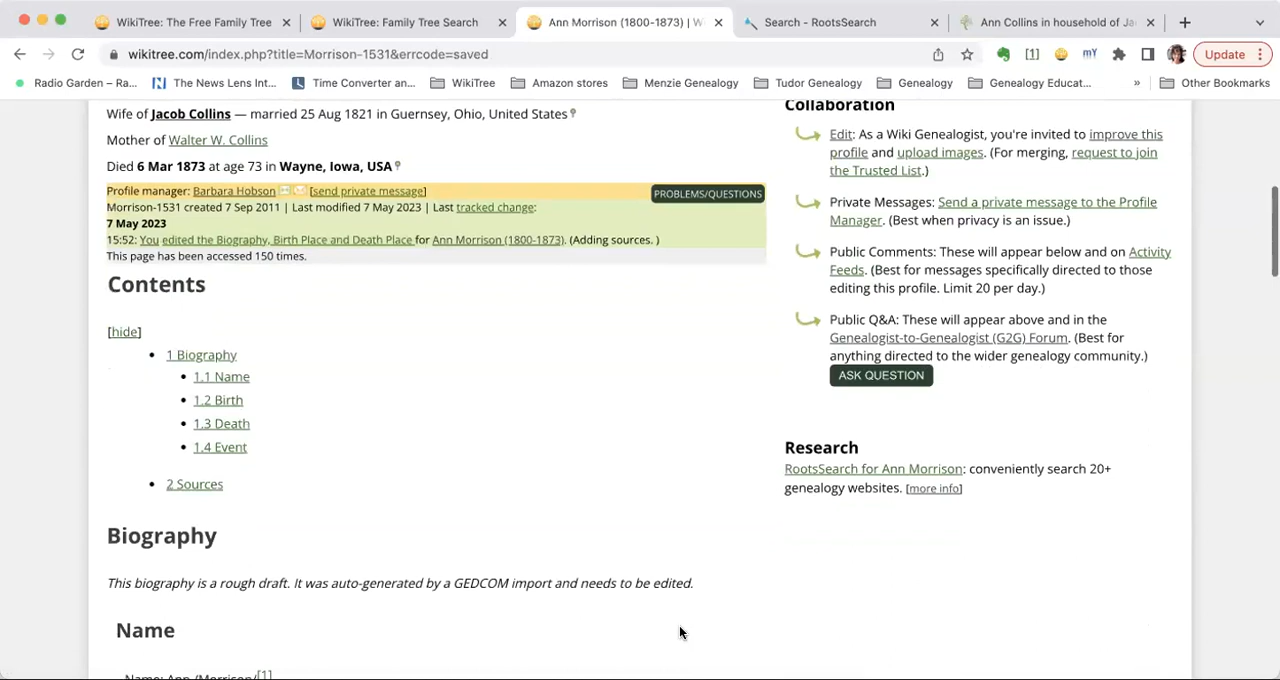 WikiTree: The Free Family Tree
WikiTree: Family Tree Search
Ann Morrison (1800-1873) | W
Search - RootsSearch
Ann Collins in household of Ja
wikitree.com/index.php?title=Morrison-1531&errcode=saved
[1]
mY
Update
Radio Garden – Ra...
The News Lens Int...
Time Converter an...
WikiTree
Amazon stores
Menzie Genealogy
Tudor Genealogy
Genealogy
Genealogy Educat...
»
Other Bookmarks
Wife of Jacob Collins — married 25 Aug 1821 in Guernsey, Ohio, United States
Mother of Walter W. Collins
Died 6 Mar 1873 at age 73 in Wayne, Iowa, USA
Profile manager: Barbara Hobson [send private message]
PROBLEMS/QUESTIONS
Morrison-1531 created 7 Sep 2011 | Last modified 7 May 2023 | Last tracked change:
7 May 2023
15:52: You edited the Biography, Birth Place and Death Place for Ann Morrison (1800-1873). (Adding sources. )
This page has been accessed 150 times.
Contents
[hide]
1 Biography
1.1 Name
1.2 Birth
1.3 Death
1.4 Event
2 Sources
Biography
This biography is a rough draft. It was auto-generated by a GEDCOM import and needs to be edited.
Name
Name: Ann /Morrison/[1]
Collaboration
Edit: As a Wiki Genealogist, you're invited to improve this
profile and upload images. (For merging, request to join
the Trusted List.)
Private Messages: Send a private message to the Profile
Manager. (Best when privacy is an issue.)
Public Comments: These will appear below and on Activity
Feeds. (Best for messages specifically directed to those
editing this profile. Limit 20 per day.)
Public Q&A: These will appear above and in the
Genealogist-to-Genealogist (G2G) Forum. (Best for
anything directed to the wider genealogy community.)
ASK QUESTION
Research
RootsSearch for Ann Morrison: conveniently search 20+
genealogy websites. [more info]